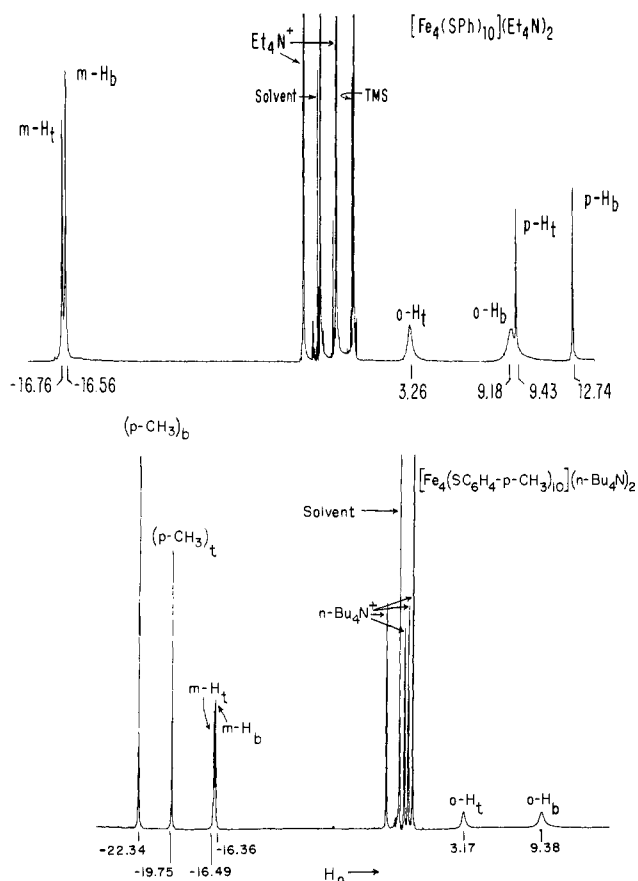 [Fe4(SPh)10](Et4N)2
Et4N+
m-Hb
Solvent
TMS
m-Ht
p-Hb
p-Ht
o-Ht
o-Hb
-16.76
-16.56
3.26
9.18
9.43
12.74
(p-CH3)b
[Fe4(SC6H4-p-CH3)10](n-Bu4N)2
Solvent
(p-CH3)t
n-Bu4N+
m-Ht
m-Hb
o-Ht
o-Hb
-22.34
-16.36
3.17
9.38
-19.75
-16.49
Ho